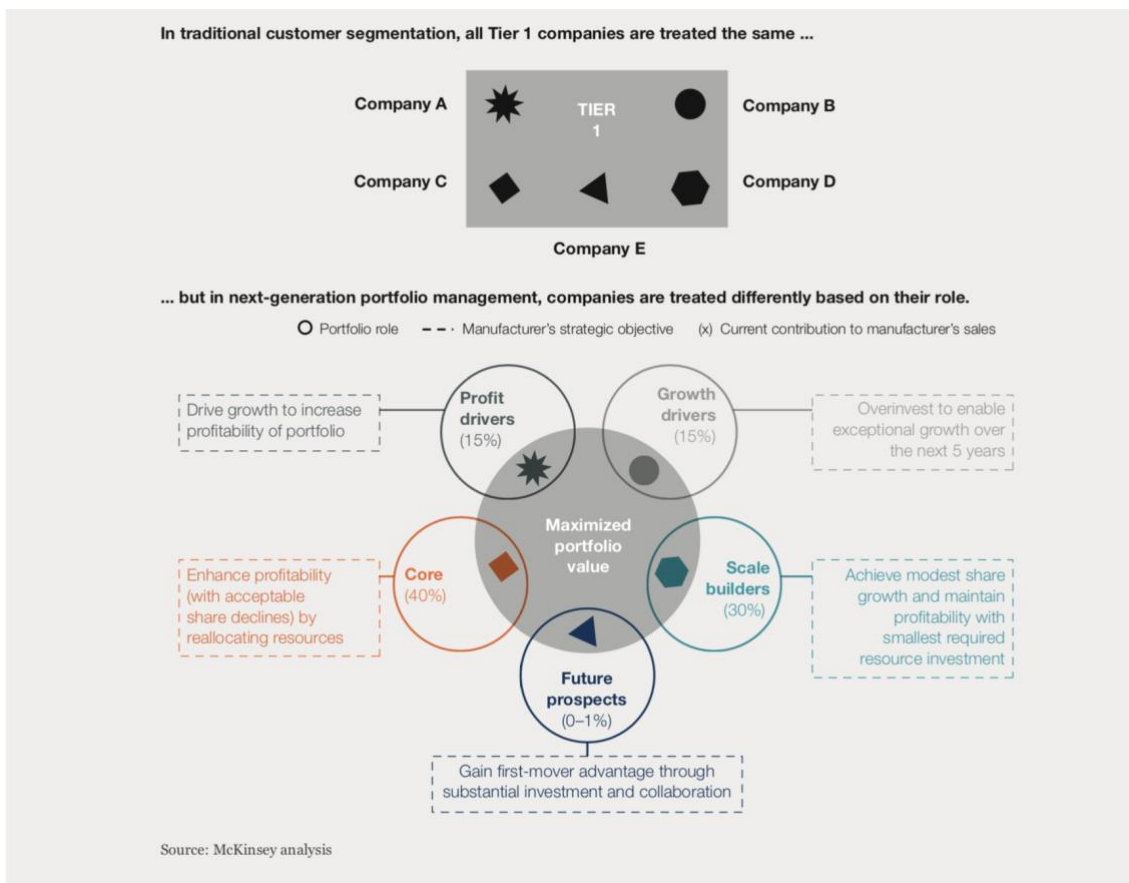 In traditional customer segmentation, all Tier 1 companies are treated the same ...
Company A
TIER
1
Company B
Company C
Company D
Company E
... but in next-generation portfolio management, companies are treated differently based on their role.
Portfolio role
Manufacturer's strategic objective
(x) Current contribution to manufacturer's sales
Drive growth to increase
profitability of portfolio
Profit
drivers
(15%)
Growth
drivers
(15%)
Overinvest to enable
exceptional growth over
the next 5 years
Maximized
portfolio
value
Enhance profitability
(with acceptable
share declines) by
reallocating resources
Core
(40%)
Scale
builders
(30%)
Achieve modest share
growth and maintain
profitability with
smallest required
resource investment
Future
prospects
(0–1%)
Gain first-mover advantage through
substantial investment and collaboration
Source: McKinsey analysis